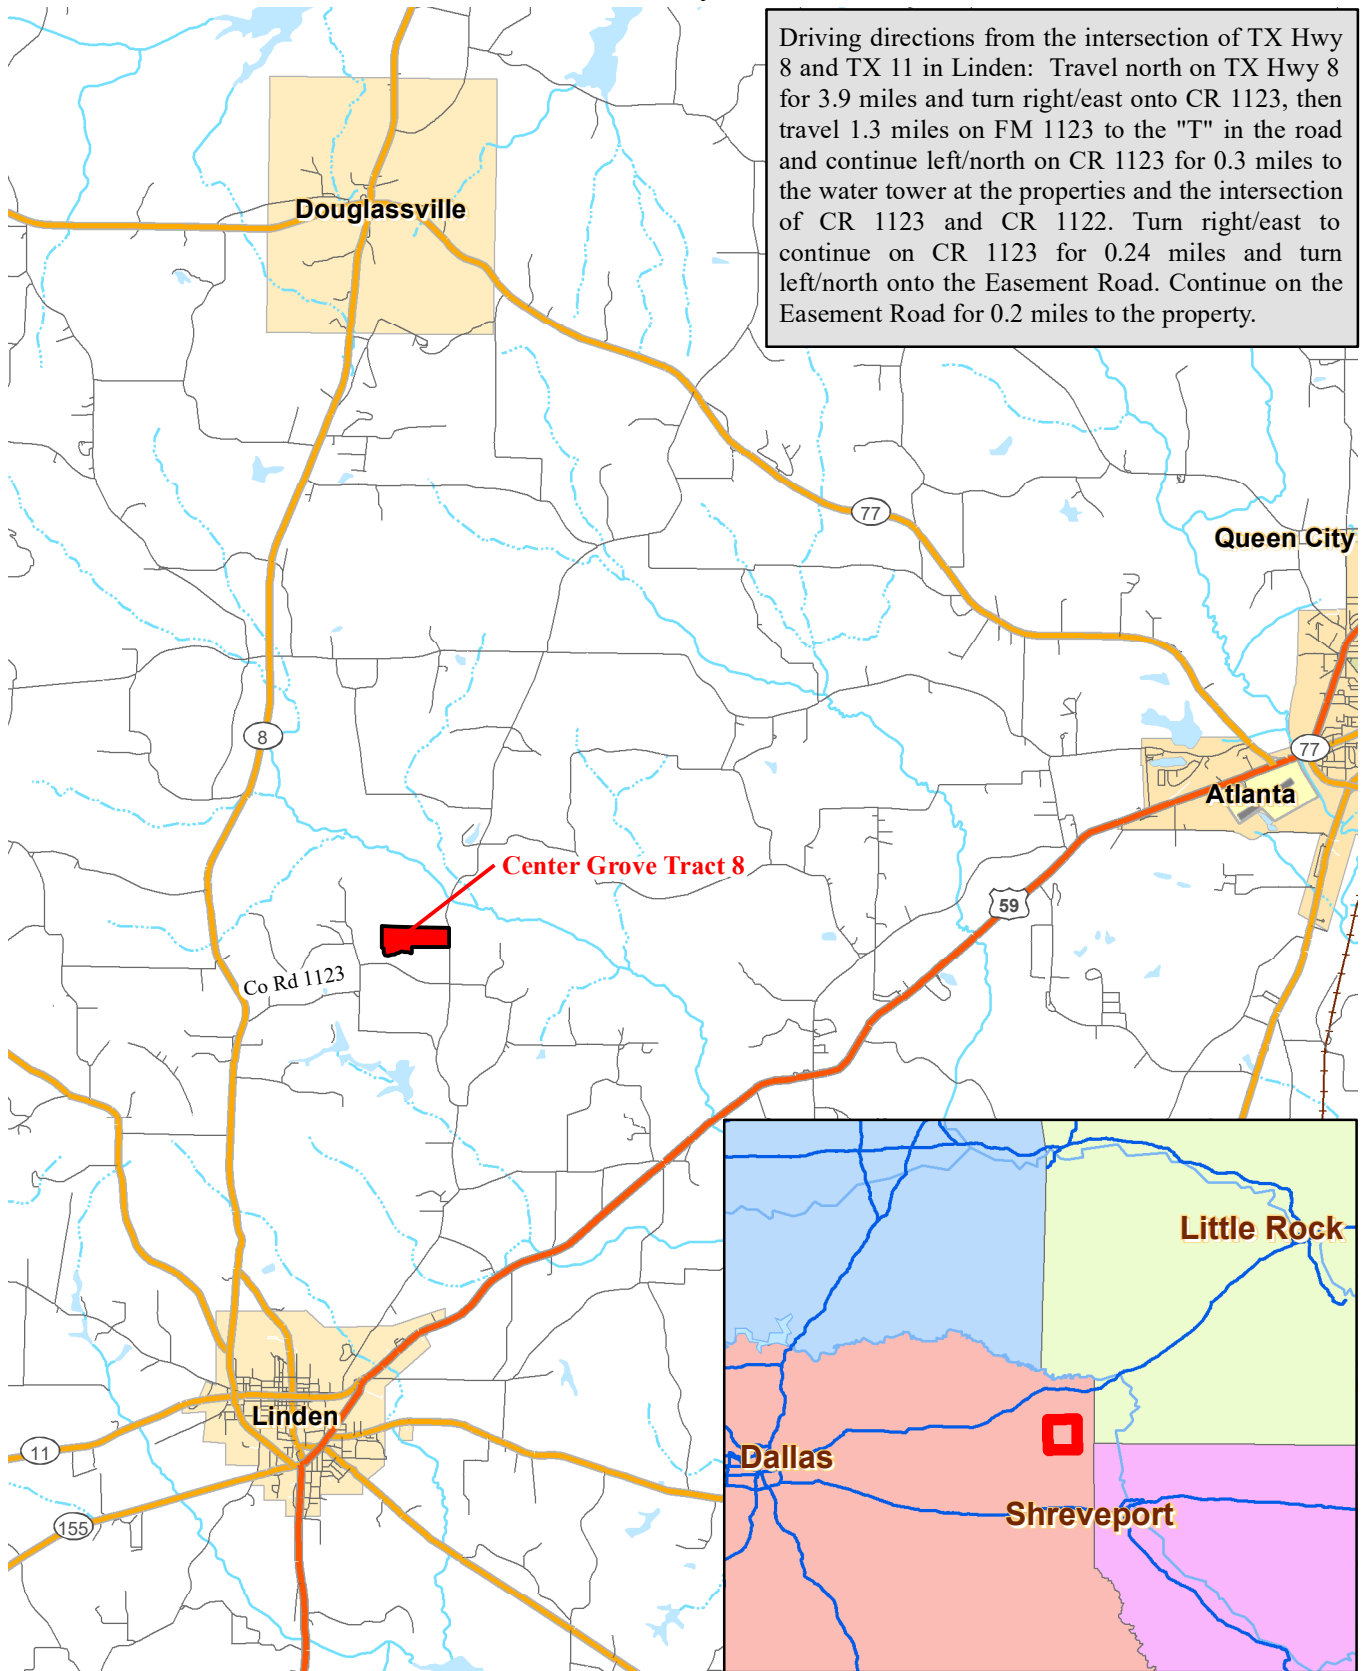 Driving directions from the intersection of TX Hwy
8 and TX 11 in Linden: Travel north on TX Hwy 8
for 3.9 miles and turn right/east onto CR 1123, then
travel 1.3 miles on FM 1123 to the "T" in the road
and continue left/north on CR 1123 for 0.3 miles to
the water tower at the properties and the intersection
of CR 1123 and CR 1122. Turn right/east to
continue on CR 1123 for 0.24 miles and turn
left/north onto the Easement Road. Continue on the
Easement Road for 0.2 miles to the property.
Douglassville
77
Queen City
8
77
Atlanta
Center Grove Tract 8
59
Co Rd 1123
Little Rock
Linden
11
Dallas
Shreveport
155